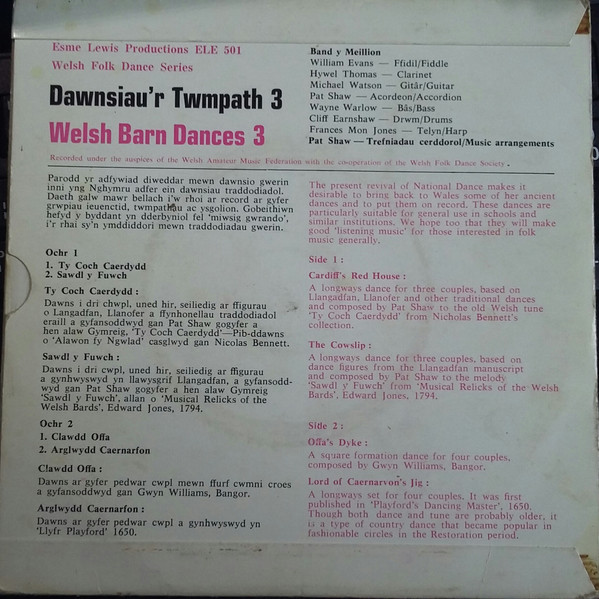 Esme Lewis Productions ELE 501
Welsh Folk Dance Series
Dawnsiau'r Twmpath 3
Welsh Barn Dances 3
Band y Meillion
William Evans — Ffidil/Fiddle
Hywel Thomas — Clarinet
Michael Watson — Gitâr/Guitar
Pat Shaw — Acordeon/Accordion
Wayne Warlow — Bâs/Bass
Cliff Earnshaw — Drwm/Drums
Frances Mon Jones — Telyn/Harp
Pat Shaw — Trefniadau cerddorol/Music arrangements
Recorded under the auspices of the Welsh Amateur Music Federation with the co-operation of the Welsh Folk Dance Society.
Parodd yr adfywiad diweddar mewn dawnsio gwerin
inni yng Nghymru adfer ein dawnsiau traddodiadol.
Daeth galw mawr bellach i'w rhoi ar record ar gyfer
grwpiau ieuenctid, twmpathau ac ysgolion. Gobeithiwn
hefyd y byddant yn dderbyniol fel 'miwsig gwrando',
i'r rhai sy'n ymddiddori mewn traddodiadau gwerin.
Ochr 1
1. Ty Coch Caerdydd
2. Sawdl y Fuwch
Ty Coch Caerdydd :
Dawns i dri chwpl, uned hir, seiliedig ar ffigurau
o Langadfan, Llanofer a ffynhonellau traddodiadol
eraill a gyfansoddwyd gan Pat Shaw gogyfer a
hen alaw Gymreig, 'Ty Coch Caerdydd'—Pib-ddawns
o 'Alawon fy Ngwlad' casglwyd gan Nicolas Bennett.
Sawdl y Fuwch :
Dawns i dri cwpl, uned hir, seiliedig ar ffigurau
a gynhwyswyd yn llawysgrif Llangadfan, a gyfansodd-
wyd gan Pat Shaw gogyfer a hen alaw Gymreig
'Sawdl y Fuwch', allan o 'Musical Relicks of the
Welsh Bards', Edward Jones, 1794.
Ochr 2
1. Clawdd Offa
2. Arglwydd Caernarfon
Clawdd Offa :
Dawns ar gyfer pedwar cwpl mewn ffurf cwmni croes
a gyfansoddwyd gan Gwyn Williams, Bangor.
Arglwydd Caernarfon :
Dawns ar gyfer pedwar cwpl a gynhwyswyd yn
'Llyfr Playford' 1650.
The present revival of National Dance makes it
desirable to bring back to Wales some of her ancient
dances and to put them on record. These dances are
particularly suitable for general use in schools and
similar institutions. We hope too that they will make
good 'listening music' for those interested in folk
music generally.
Side 1 :
Cardiff's Red House :
A longways dance for three couples, based on
Llangadfan, Llanofer and other traditional dances
and composed by Pat Shaw to the old Welsh tune
'Ty Coch Caerdydd' from Nicholas Bennett's
collection.
The Cowslip :
A longways dance for three couples, based on
dance figures from the Llangadfan manuscript
and composed by Pat Shaw to the melody
'Sawdl y Fuwch' from 'Musical Relicks of the Welsh
Bards', Edward Jones, 1794.
Side 2 :
Offa's Dyke :
A square formation dance for four couples,
composed by Gwyn Williams, Bangor.
Lord of Caernarvon's Jig :
A longways set for four couples. It was first
published in 'Playford's Dancing Master', 1650.
Though both dance and tune are probably older, it
is a type of country dance that became popular in
fashionable circles in the Restoration period.